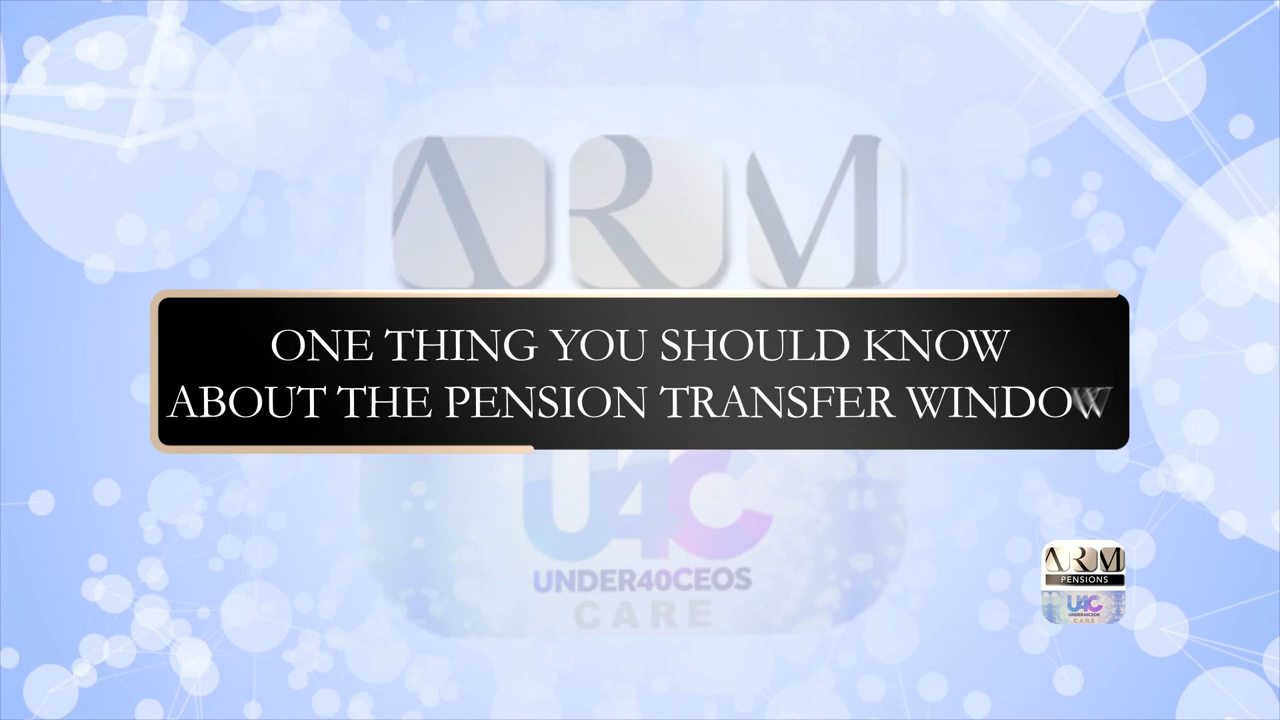 ARM
ONE THING YOU SHOULD KNOW
ABOUT THE PENSION TRANSFER WINDOW
U4C
UNDER40CEOS
CARE
ARM
PENSIONS
U4C
UNDER40CEOS
CARE